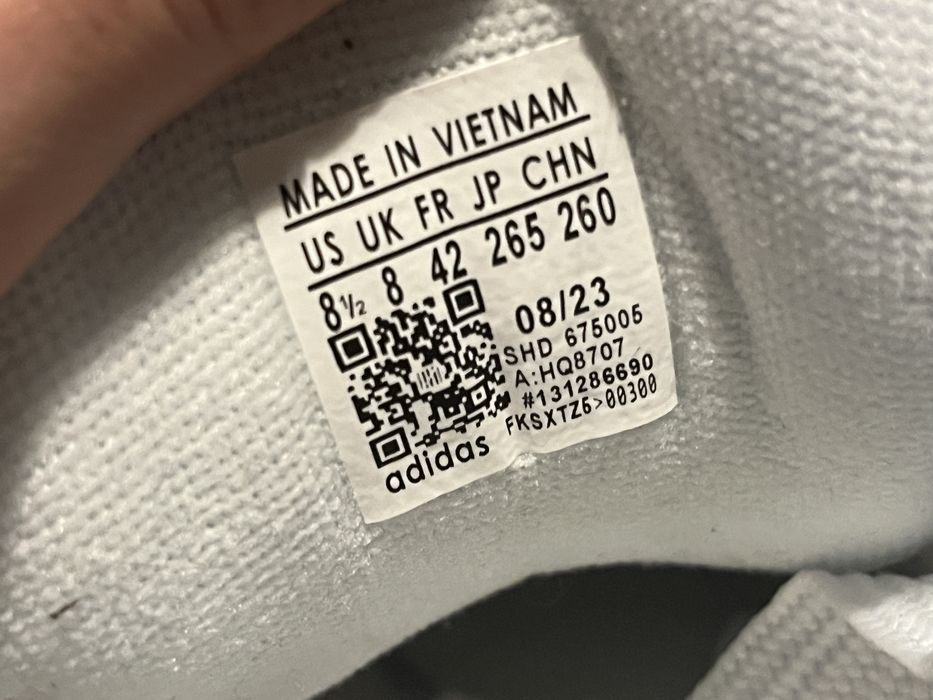 MADE IN VIETNAM
US UK FR JP CHN
8½ 8 42 265 260
08/23
SHD 675005
A:HQ8707
#131286690
FKSXTZ6>00300
adidas